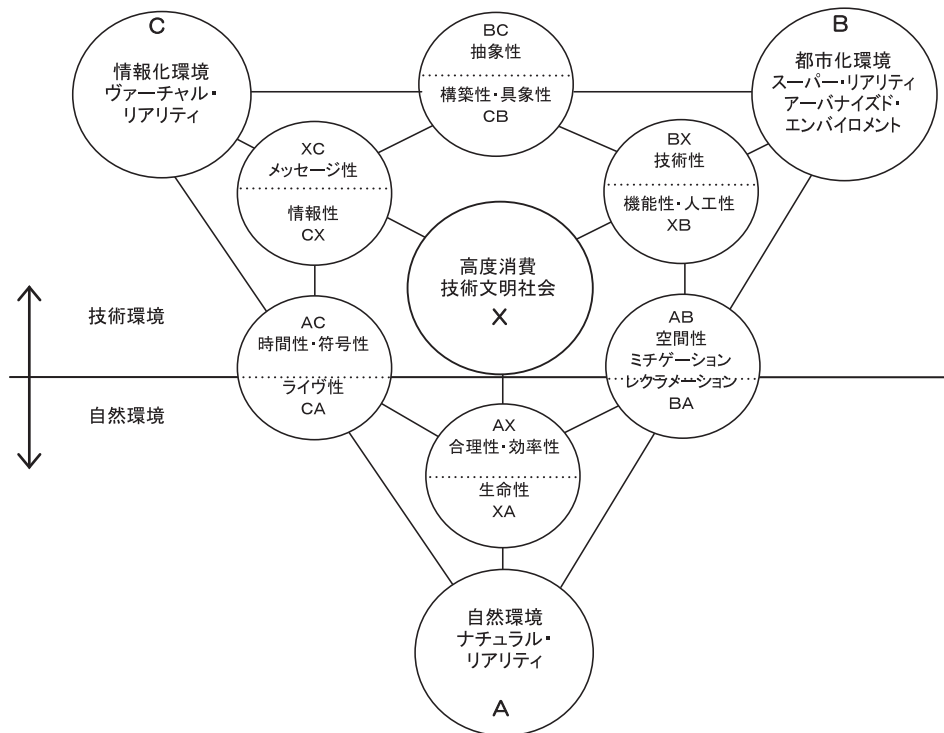 C
情報化環境
ヴァーチャル・
リアリティ
BC
抽象性
構築性・具象性
CB
B
都市化環境
スーパー・リアリティ
アーバナイズド・
エンバイロメント
XC
メッセージ性
情報性
CX
BX
技術性
機能性・人工性
XB
高度消費
技術文明社会
X
技術環境
自然環境
AC
時間性・符号性
ライヴ性
CA
AB
空間性
ミチゲーション
レクラメーション
BA
AX
合理性・効率性
生命性
XA
自然環境
ナチュラル・
リアリティ
A